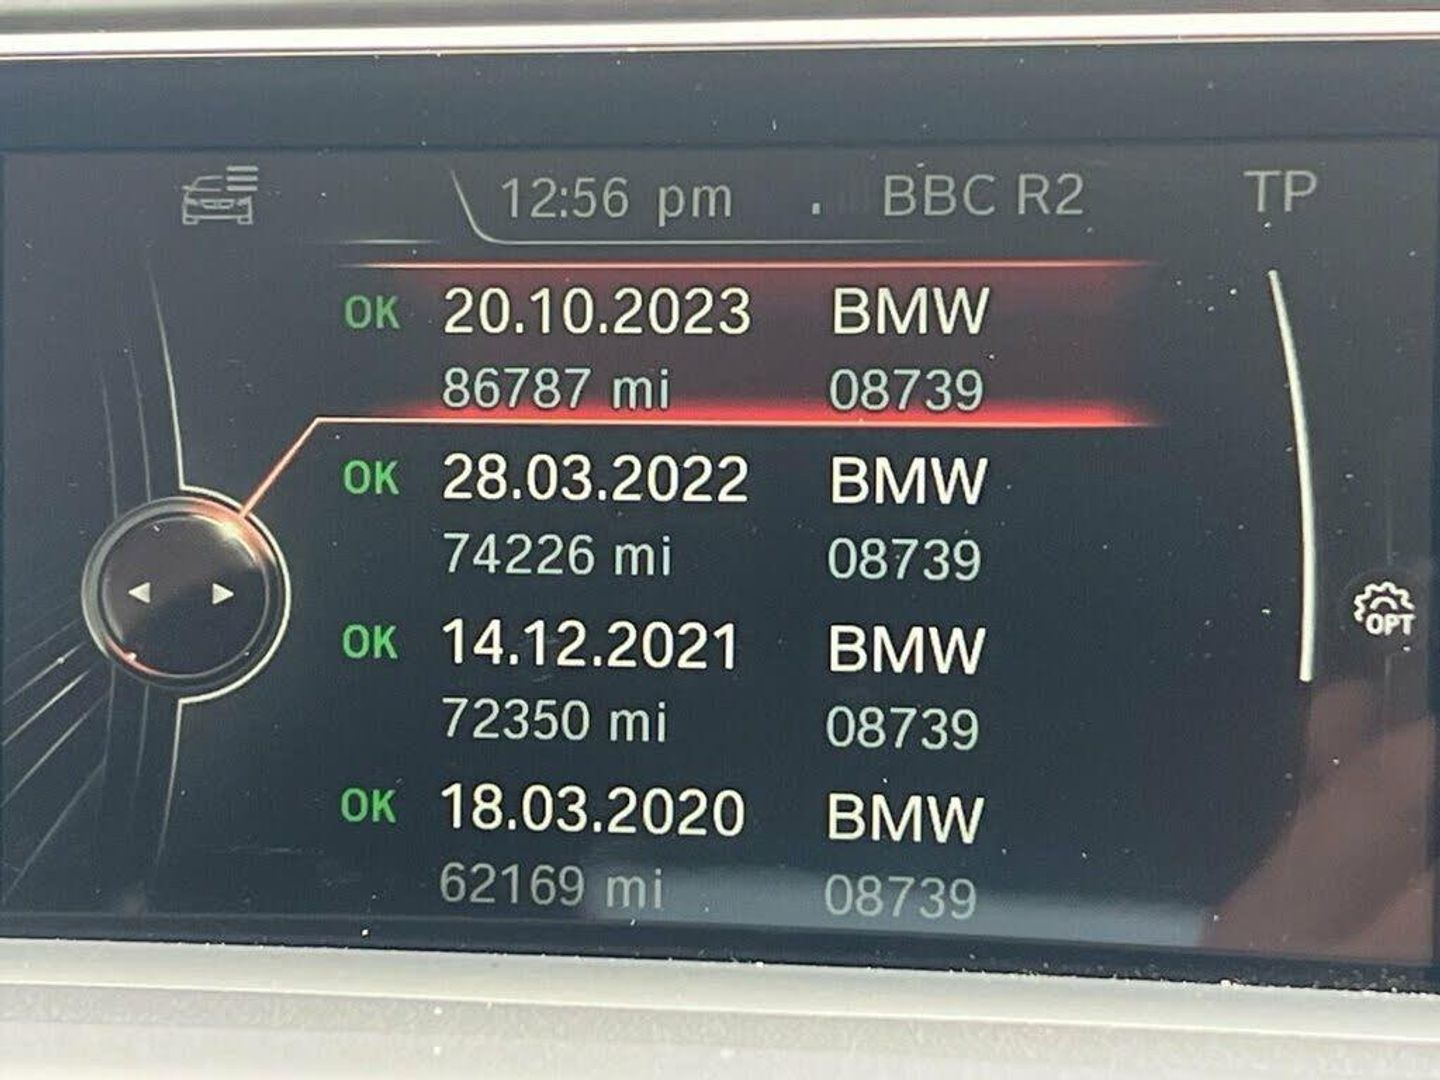 12:56 pm BBC R2 TP
OK 20.10.2023 BMW
86787 mi 08739
OK 28.03.2022 BMW
74226 mi 08739
OPT
OK 14.12.2021 BMW
72350 mi 08739
OK 18.03.2020 BMW
62169 mi 08739